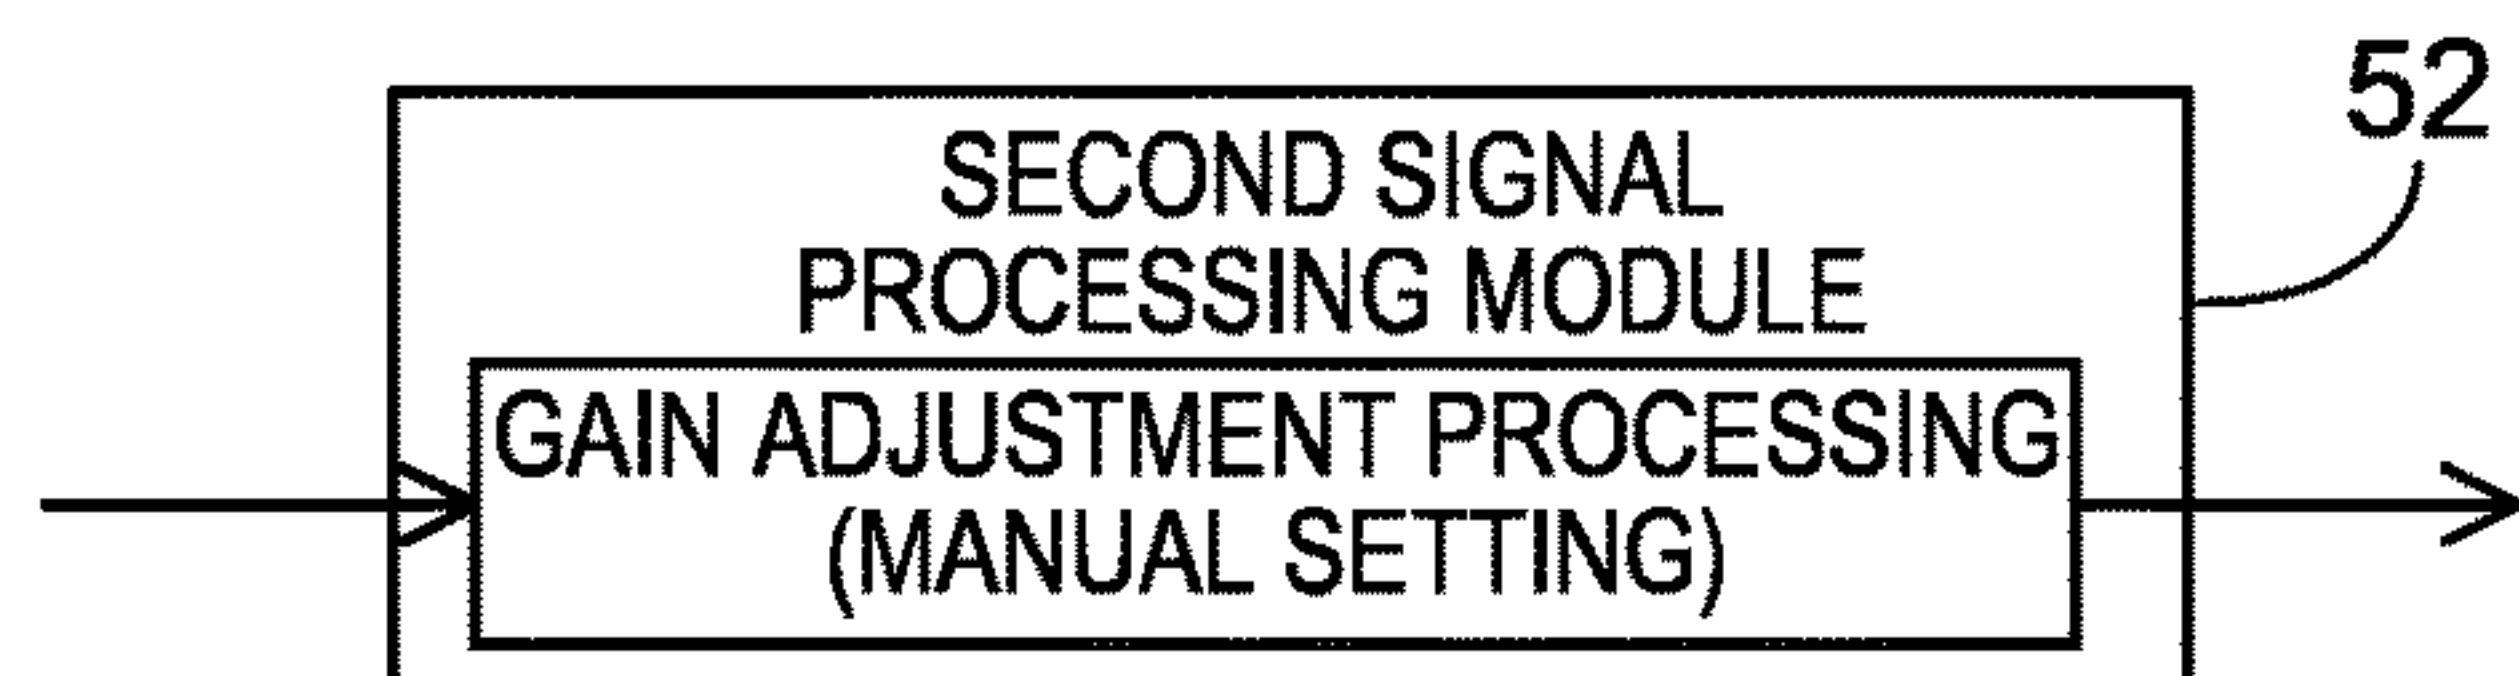 52
SECOND SIGNAL
PROCESSING MODULE
GAIN ADJUSTMENT PROCESSING
(MANUAL SETTING)